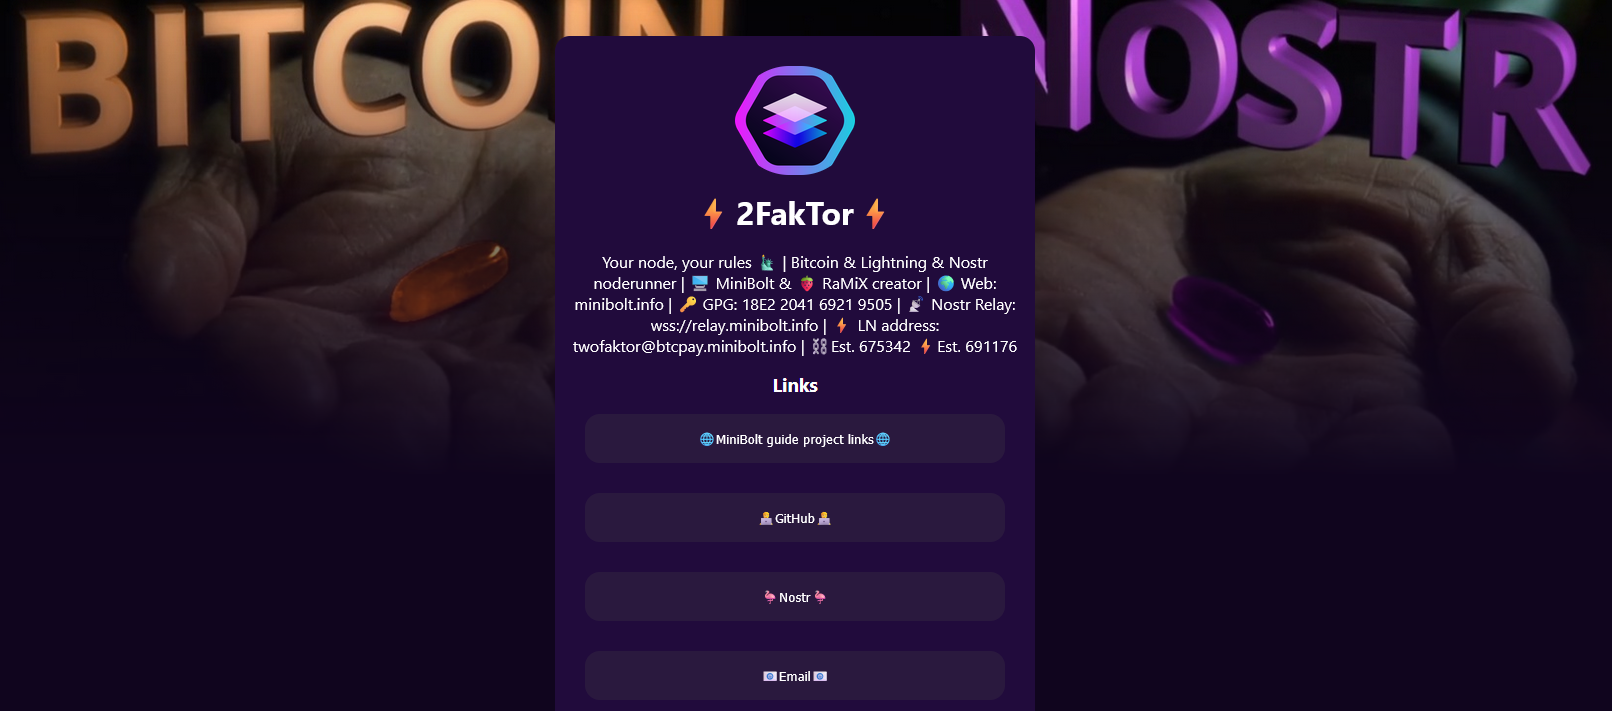 BITCOIN
NOSTR
⚡ 2FakTor ⚡
Your node, your rules 🗽 | Bitcoin & Lightning & Nostr
noderunner | 🖥️ MiniBolt & 🍓 RaMiX creator | 🌍 Web:
minibolt.info | 🔑 GPG: 18E2 2041 6921 9505 | 📡 Nostr Relay:
wss://relay.minibolt.info | ⚡ LN address:
twofaktor@btcpay.minibolt.info | ⛓️Est. 675342 ⚡Est. 691176
Links
🌐MiniBolt guide project links🌐
🧑‍💻GitHub🧑‍💻
🦩Nostr🦩
📧Email📧